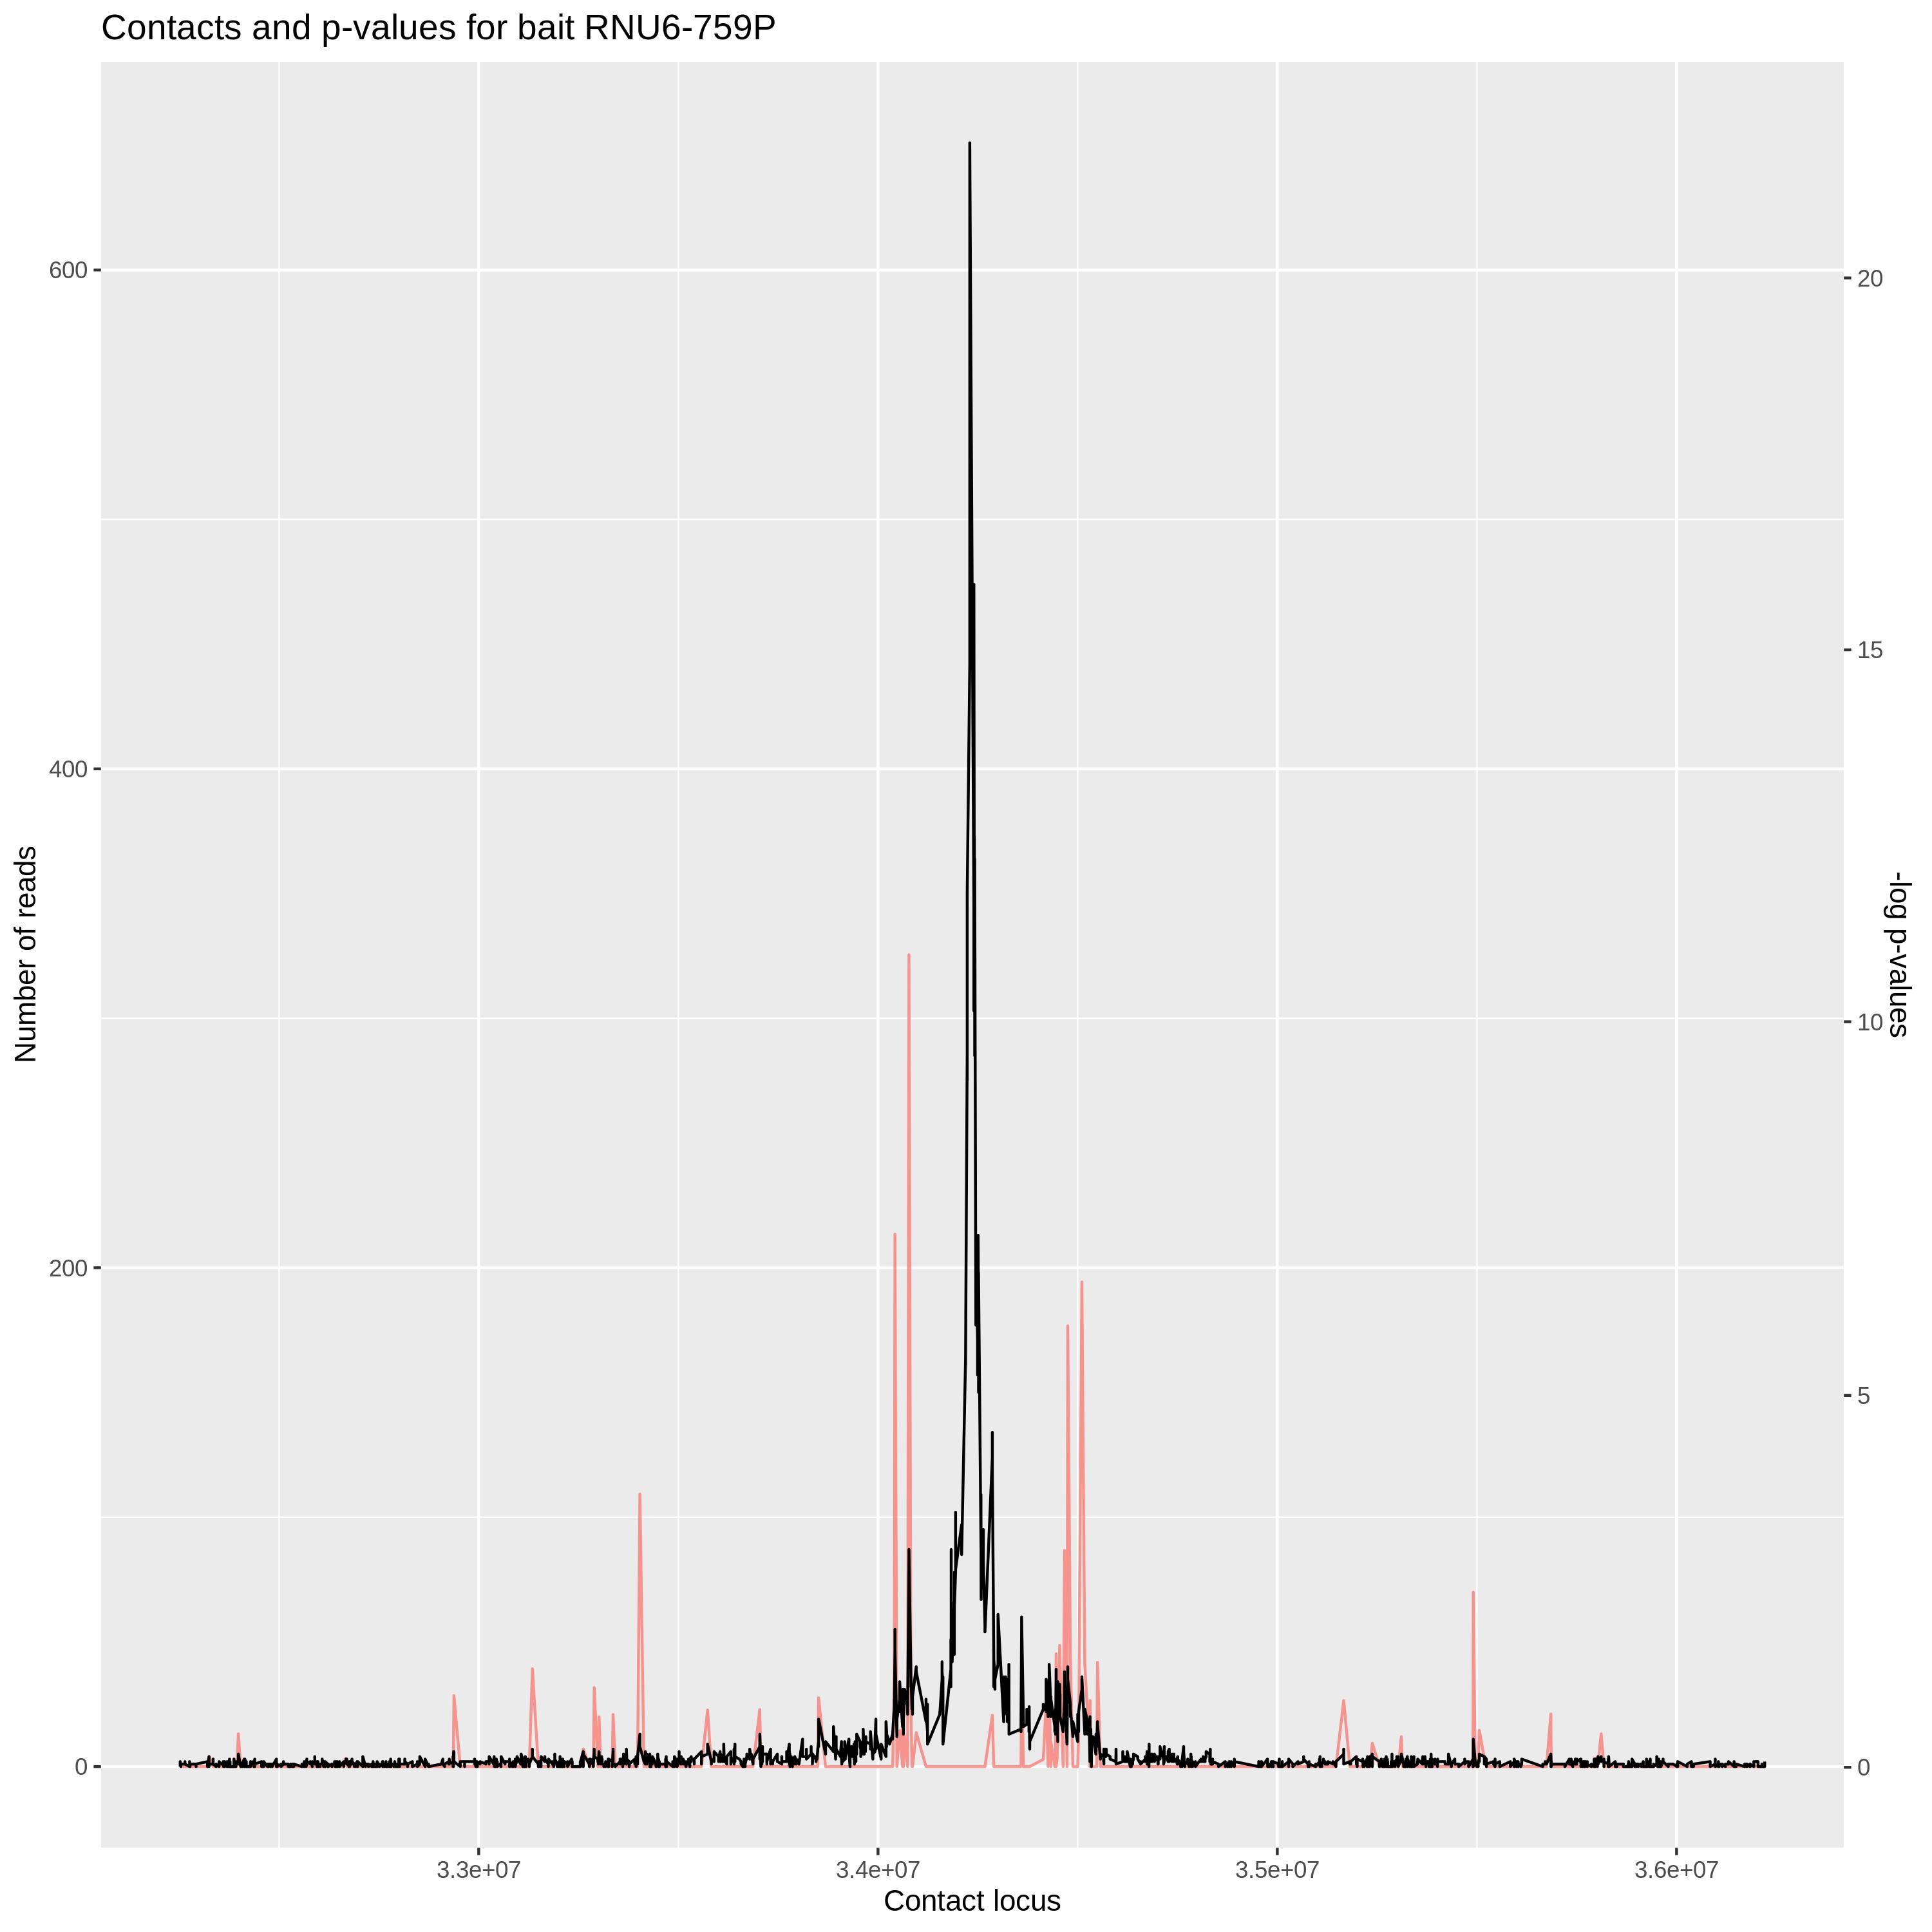 Contacts and p-values for bait RNU6-759P
600
400
200
0
20
15
10
5
0
Number of reads
-log p-values
3.3e+07
3.4e+07
3.5e+07
3.6e+07
Contact locus